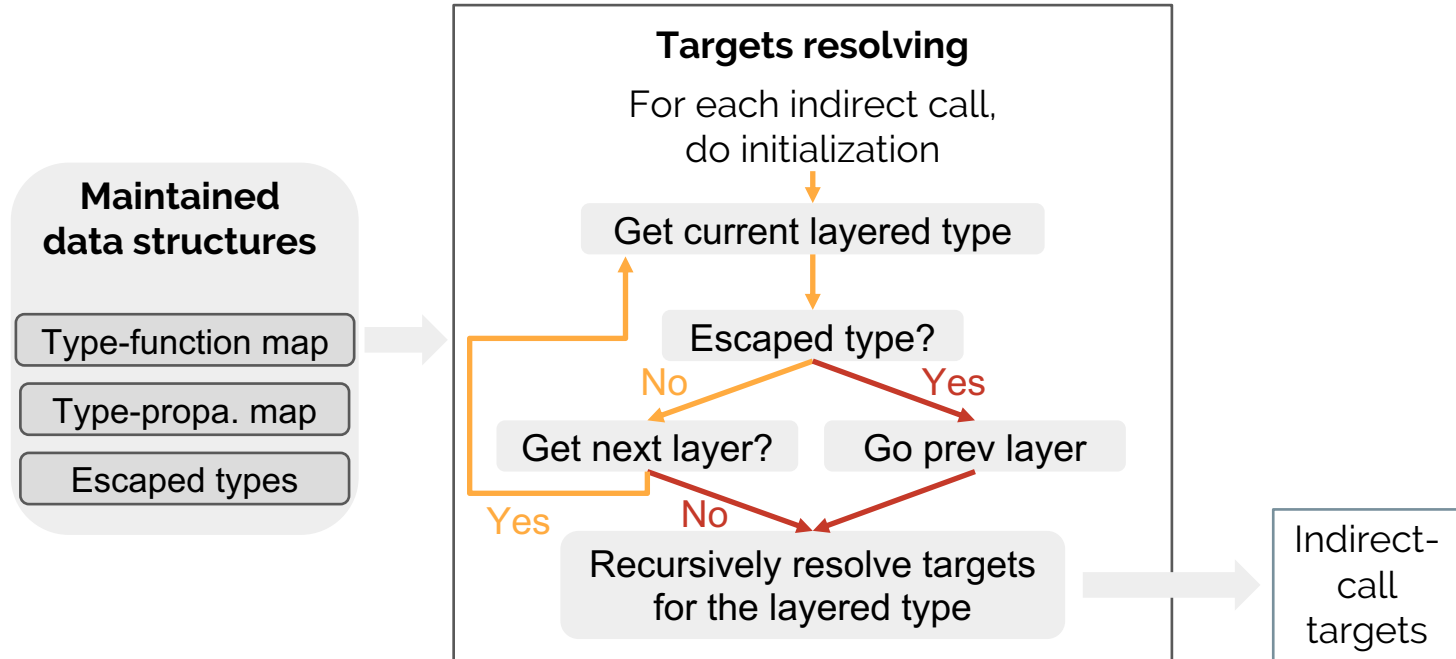 Maintained
data structures
Type-function map
Type-propa. map
Escaped types
Targets resolving
For each indirect call,
do initialization
Get current layered type
Escaped type?
No
Yes
Get next layer?
Go prev layer
Yes
No
Recursively resolve targets
for the layered type
Indirect-
call
targets